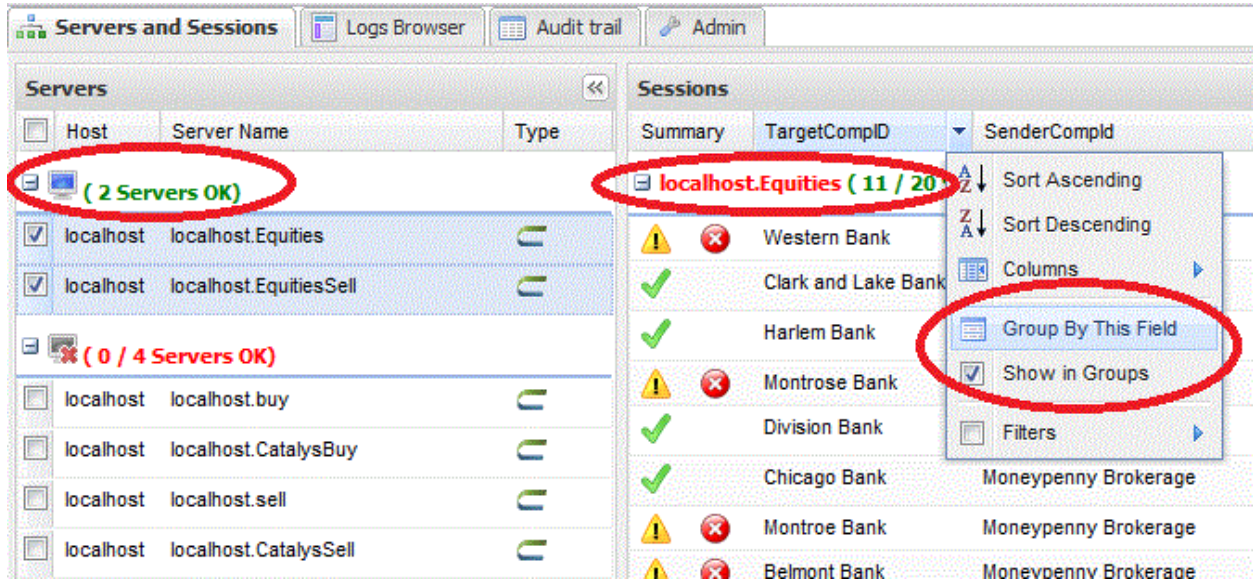 Servers and Sessions Logs Browser Audit trail Admin
Servers
Host Server Name Type
( 2 Servers OK)
localhost localhost.Equities
localhost localhost.EquitiesSell
( 0 / 4 Servers OK)
localhost localhost.buy
localhost localhost.CatalysBuy
localhost localhost.sell
localhost localhost.CatalysSell
Sessions
Summary TargetCompID SenderCompId
localhost.Equities ( 11 / 20
Western Bank
Clark and Lake Bank
Harlem Bank
Montrose Bank
Division Bank
Chicago Bank Moneypenny Brokerage
Montroe Bank Moneypenny Brokerage
Belmont Bank Moneypenny Brokerage
Sort Ascending
Sort Descending
Columns
Group By This Field
Show in Groups
Filters